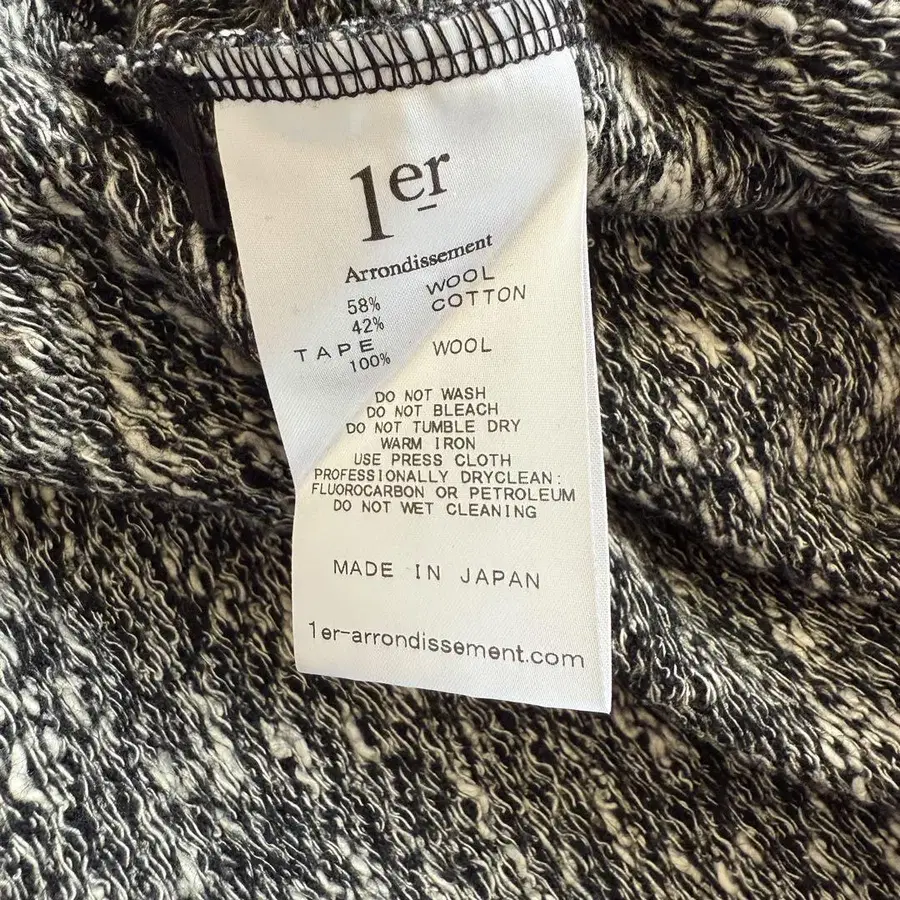 1er
Arrondissement
58% WOOL
42% COTTON
TAPE
100% WOOL
DO NOT WASH
DO NOT BLEACH
DO NOT TUMBLE DRY
WARM IRON
USE PRESS CLOTH
PROFESSIONALLY DRYCLEAN:
FLUOROCARBON OR PETROLEUM
DO NOT WET CLEANING
MADE IN JAPAN
1er-arrondissement.com